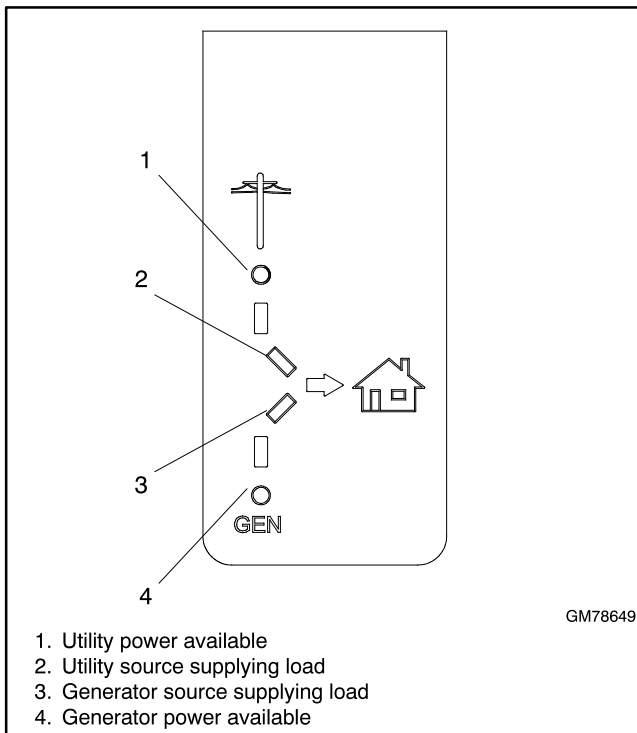 1
2
3
GEN
4
GM78649
1. Utility power available
2. Utility source supplying load
3. Generator source supplying load
4. Generator power available